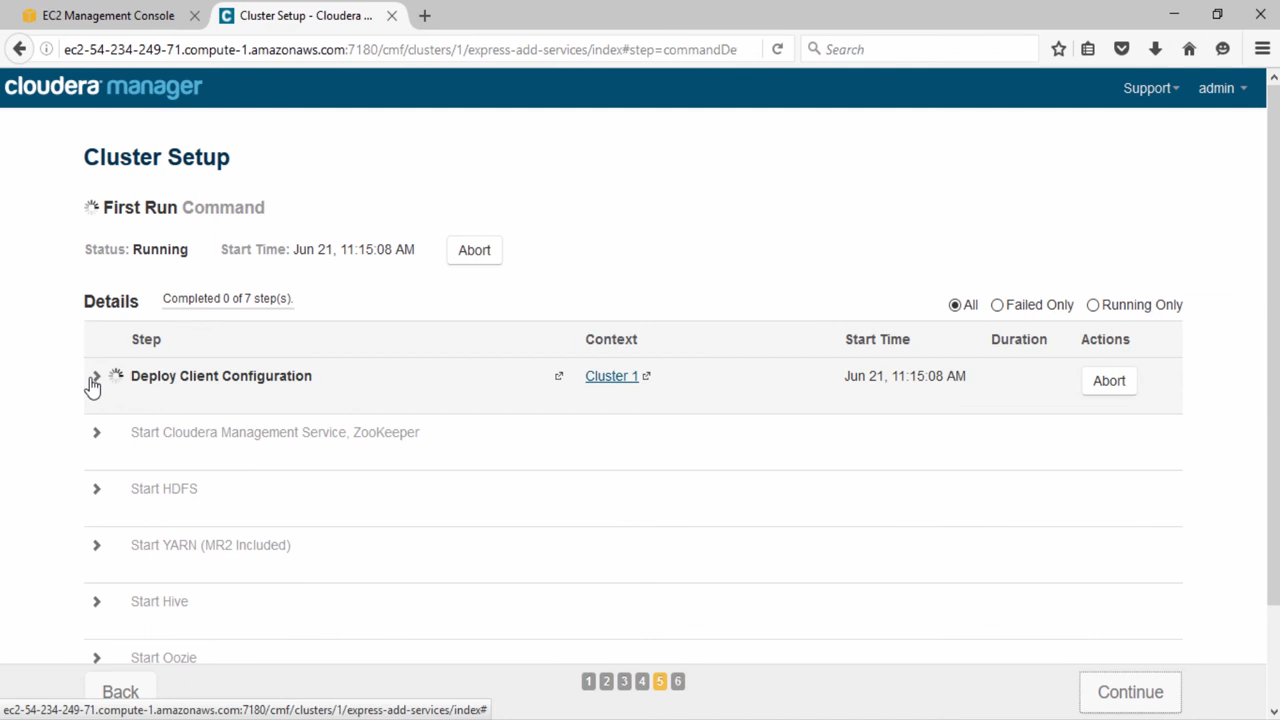 EC2 Management Console
Cluster Setup - Cloudera ...
ec2-54-234-249-71.compute-1.amazonaws.com:7180/cmf/clusters/1/express-add-services/index#step=commandDe
Search
cloudera manager
Support
admin
Cluster Setup
First Run Command
Status: Running
Start Time: Jun 21, 11:15:08 AM
Abort
Details
Completed 0 of 7 step(s).
All
Failed Only
Running Only
Step
Context
Start Time
Duration
Actions
Deploy Client Configuration
Cluster 1
Jun 21, 11:15:08 AM
Abort
Start Cloudera Management Service, ZooKeeper
Start HDFS
Start YARN (MR2 Included)
Start Hive
Start Oozie
Back
1 2 3 4 5 6
Continue
ec2-54-234-249-71.compute-1.amazonaws.com:7180/cmf/clusters/1/express-add-services/index#